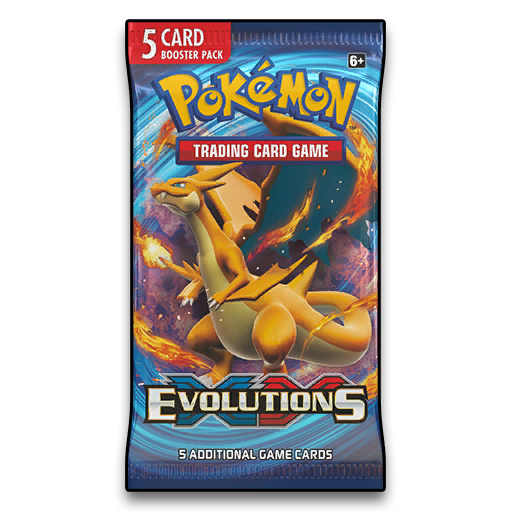 5 CARD
BOOSTER PACK
6+
POKéMON
TRADING CARD GAME
XY
EVOLUTIONS
5 ADDITIONAL GAME CARDS